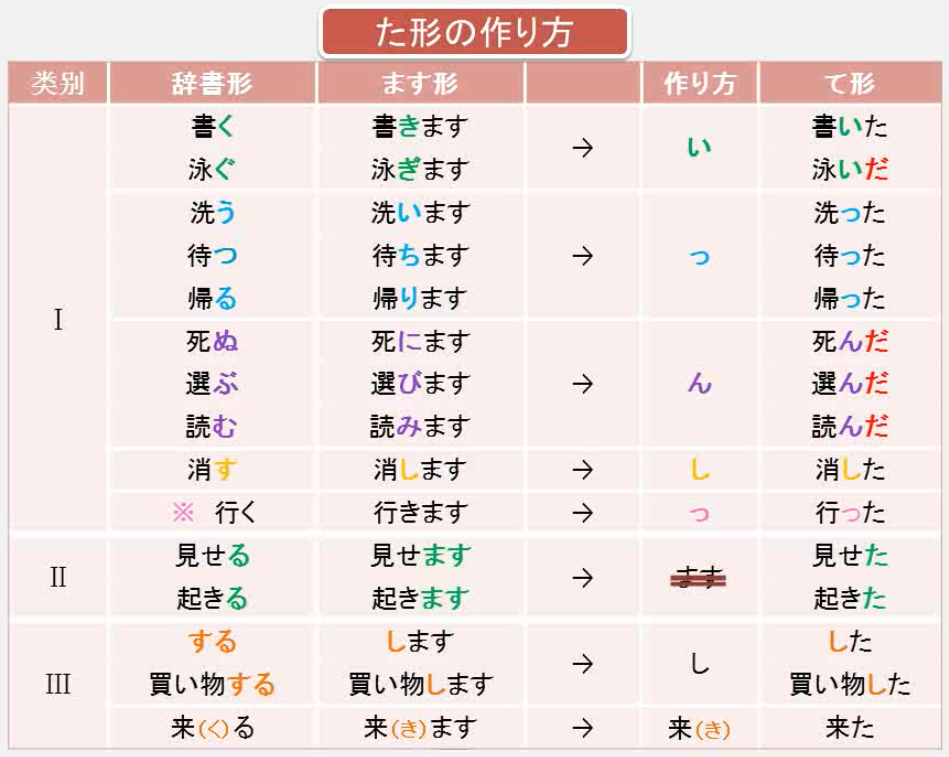 た形の作り方
类别 辞書形 ます形 作り方 て形
書く 書きます 書いた
→ い
泳ぐ 泳ぎます 泳いだ
洗う 洗います 洗った
待つ 待ちます → っ 待った
帰る 帰ります 帰った
Ⅰ
死ぬ 死にます 死んだ
選ぶ 選びます → ん 選んだ
読む 読みます 読んだ
消す 消します → し 消した
※ 行く 行きます → っ 行った
見せる 見せます 見せた
Ⅱ → ます
起きる 起きます 起きた
する します した
Ⅲ → し
買い物する 買い物します 買い物した
来(く)る 来(き)ます → 来(き) 来た